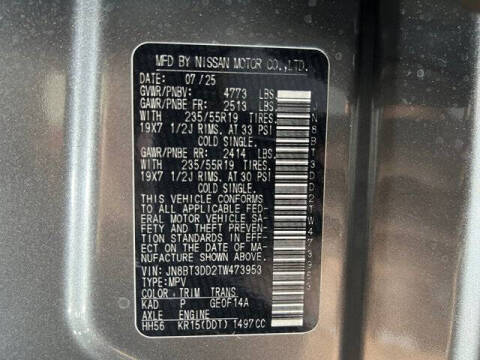 MFD BY NISSAN MOTOR CO.,LTD.
DATE: 07/25
GVWR/PNBV: 4773 LBS.
GAWR/PNBE FR: 2513 LBS.
WITH 235/55R19 TIRES.
19X7 1/2J RIMS. AT 33 PSI
COLD SINGLE.
GAWR/PNBE RR: 2414 LBS.
WITH 235/55R19 TIRES.
19X7 1/2J RIMS. AT 30 PSI
COLD SINGLE.
THIS VEHICLE CONFORMS
TO ALL APPLICABLE FED-
ERAL MOTOR VEHICLE SA-
FETY AND THEFT PREVENT-
ION STANDARDS IN EFF-
ECT ON THE DATE OF MA-
NUFACTURE SHOWN ABOVE.
VIN: JN8BT3DD2TW473953
TYPE: MPV
COLOR TRIM TRANS
KAD P GE0F14A
AXLE ENGINE
HH56 KR15(DDT) 1497CC
JN8BT3DD2TW473953